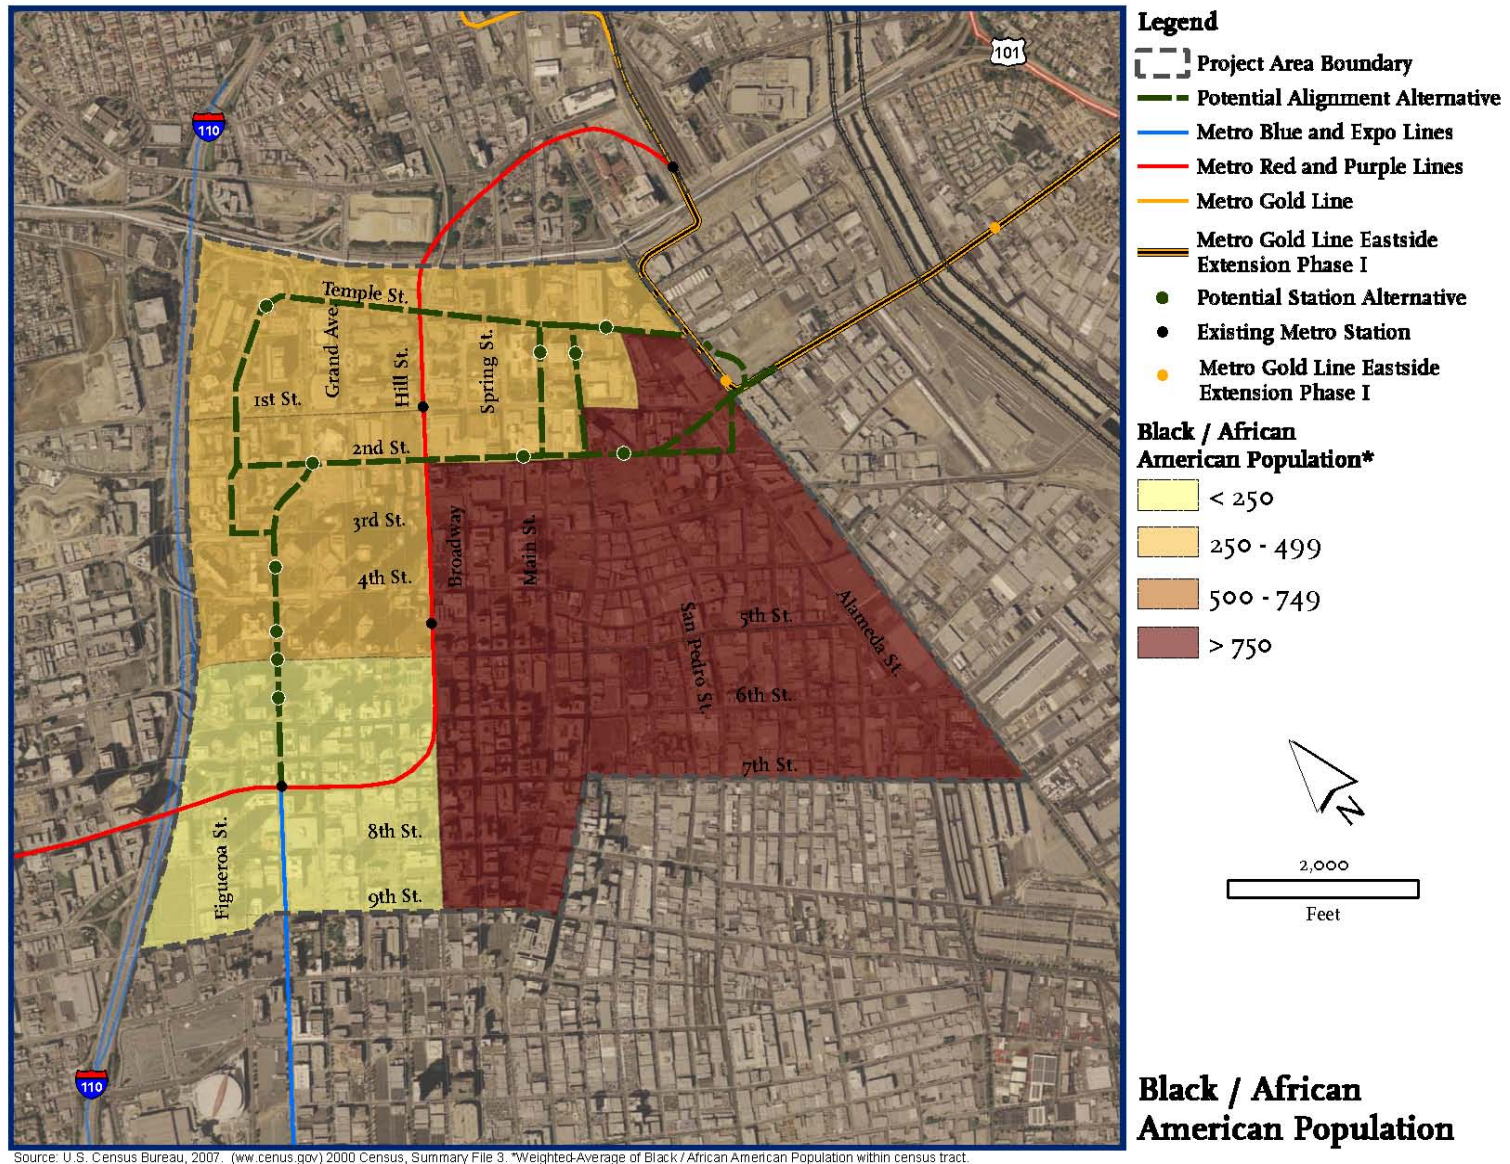 110
101
Temple St.
Grand Ave.
Hill St.
Spring St.
1st St.
2nd St.
3rd St.
4th St.
Broadway
Main St.
San Pedro St.
5th St.
Alameda St.
6th St.
7th St.
Figueroa St.
8th St.
9th St.
110
Legend
Project Area Boundary
Potential Alignment Alternative
Metro Blue and Expo Lines
Metro Red and Purple Lines
Metro Gold Line
Metro Gold Line Eastside
Extension Phase I
Potential Station Alternative
Existing Metro Station
Metro Gold Line Eastside
Extension Phase I
Black / African
American Population*
< 250
250 - 499
500 - 749
> 750
N
2,000
Feet
Black / African
American Population
Source: U.S. Census Bureau, 2007. (ww.cenus.gov) 2000 Census, Summary File 3. *Weighted-Average of Black / African American Population within census tract.